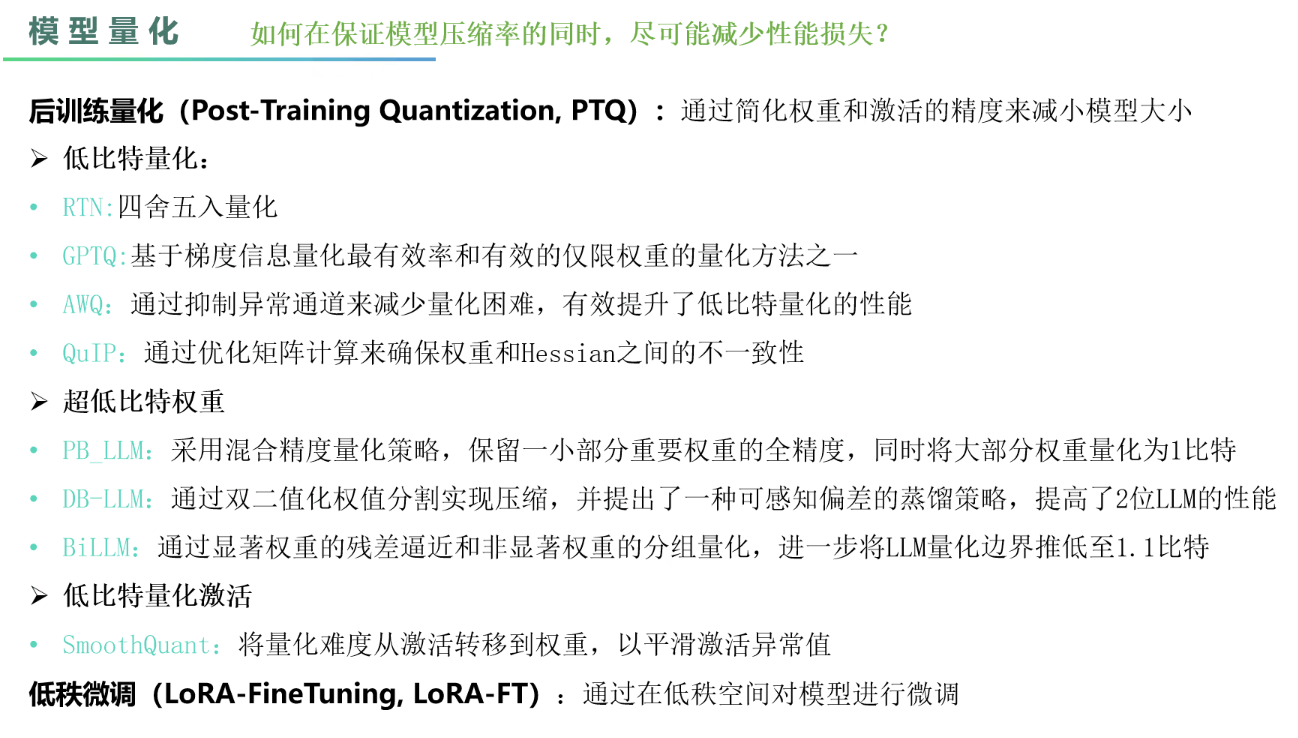 模型量化
如何在保证模型压缩率的同时，尽可能减少性能损失？
后训练量化（Post-Training Quantization, PTQ）：通过简化权重和激活的精度来减小模型大小
➢ 低比特量化：
• RTN:四舍五入量化
• GPTQ:基于梯度信息量化最有效率和有效的仅限权重的量化方法之一
• AWQ：通过抑制异常通道来减少量化困难，有效提升了低比特量化的性能
• QuIP：通过优化矩阵计算来确保权重和Hessian之间的不一致性
➢ 超低比特权重
• PB_LLM：采用混合精度量化策略，保留一小部分重要权重的全精度，同时将大部分权重量化为1比特
• DB-LLM：通过双二值化权值分割实现压缩，并提出了一种可感知偏差的蒸馏策略，提高了2位LLM的性能
• BiLLM：通过显著权重的残差逼近和非显著权重的分组量化，进一步将LLM量化边界推低至1.1比特
➢ 低比特量化激活
• SmoothQuant：将量化难度从激活转移到权重，以平滑激活异常值
低秩微调（LoRA-FineTuning, LoRA-FT）：通过在低秩空间对模型进行微调